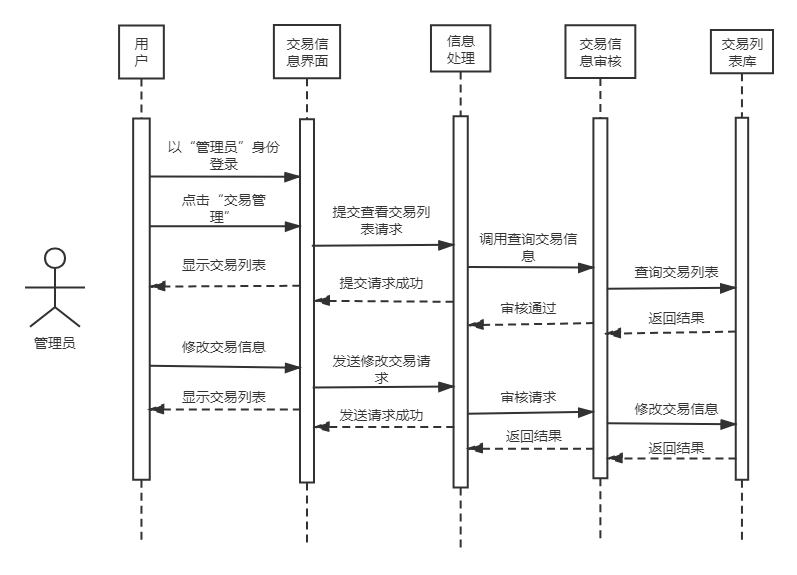 用
户
交易信
息界面
信息
处理
交易信
息审核
交易列
表库
以“管理员”身份
登录
点击“交易管
理”
提交查看交易列
表请求
调用查询交易信
息
查询交易列表
显示交易列表
提交请求成功
审核通过
返回结果
管理员
修改交易信息
发送修改交易请
求
审核请求
修改交易信息
显示交易列表
发送请求成功
返回结果
返回结果